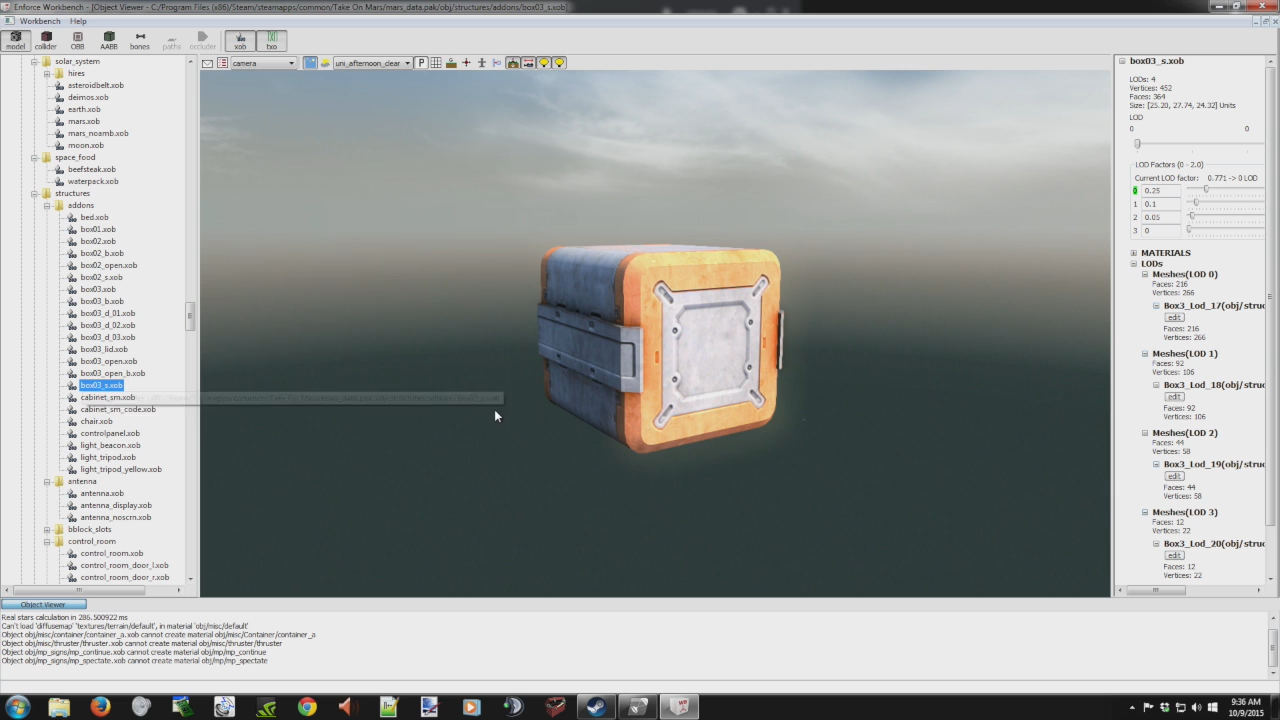 Enforce Workbench - [Object Viewer - C:/Program Files (x86)/Steam/steamapps/common/Take On Mars/mars_data.pak/obj/structures/addons/box03_s.xob]
Workbench Help
model collider OBB AABB bones paths occluder xob txo
camera uni_afternoon_clear P
solar_system
hires
asteroidbelt.xob
deimos.xob
earth.xob
mars.xob
mars_noamb.xob
moon.xob
space_food
beefsteak.xob
waterpack.xob
structures
addons
bed.xob
box01.xob
box02.xob
box02_b.xob
box02_open.xob
box02_s.xob
box03.xob
box03_b.xob
box03_d_01.xob
box03_d_02.xob
box03_d_03.xob
box03_lid.xob
box03_open.xob
box03_open_b.xob
box03_s.xob
cabinet_sm.xob
cabinet_sm_code.xob
chair.xob
controlpanel.xob
light_beacon.xob
light_tripod.xob
light_tripod_yellow.xob
antenna
antenna.xob
antenna_display.xob
antenna_noscrn.xob
bblock_slots
control_room
control_room.xob
control_room_door_l.xob
control_room_door_r.xob
box03_s.xob
LODs: 4
Vertices: 452
Faces: 364
Size: [25.20, 27.74, 24.32] Units
LOD
0 0
LOD Factors (0 - 2.0)
Current LOD factor: 0.771 -> 0 LOD
0 0.25
1 0.1
2 0.05
3 0
MATERIALS
LODs
Meshes(LOD 0)
Faces: 216
Vertices: 266
Box3_Lod_17(obj/struc
edit
Faces: 216
Vertices: 266
Meshes(LOD 1)
Faces: 92
Vertices: 106
Box3_Lod_18(obj/struc
edit
Faces: 92
Vertices: 106
Meshes(LOD 2)
Faces: 44
Vertices: 58
Box3_Lod_19(obj/struc
edit
Faces: 44
Vertices: 58
Meshes(LOD 3)
Faces: 12
Vertices: 22
Box3_Lod_20(obj/struc
edit
Faces: 12
Vertices: 22
Object Viewer
Real stars calculation in 286.500922 ms
Can't load 'diffusemap' 'textures/terrain/default', in material 'obj/misc/default'
Object obj/misc/container/container_a.xob cannot create material obj/misc/Container/container_a
Object obj/misc/thruster/thruster.xob cannot create material obj/misc/thruster/thruster
Object obj/mp_signs/mp_continue.xob cannot create material obj/mp/mp_continue
Object obj/mp_signs/mp_spectate.xob cannot create material obj/mp/mp_spectate
9:36 AM
10/9/2015